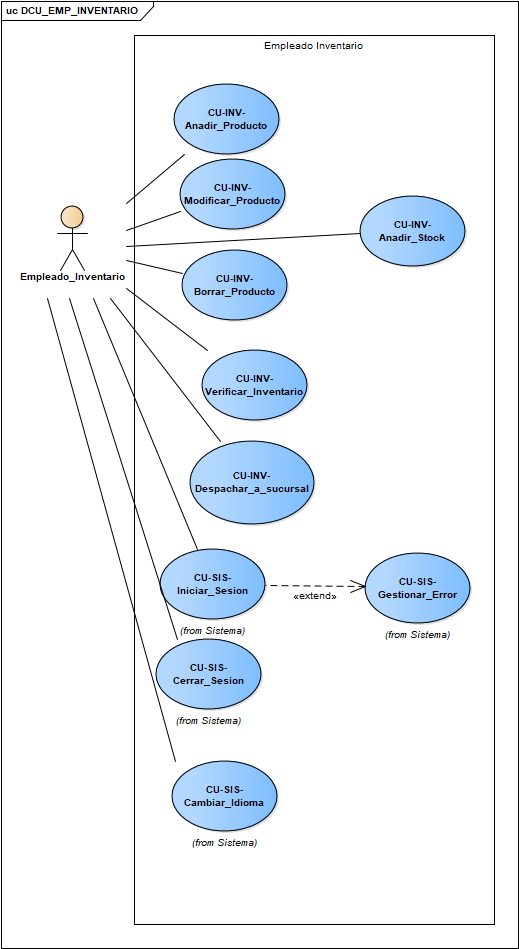 uc DCU_EMP_INVENTARIO
Empleado Inventario
CU-INV-
Anadir_Producto
CU-INV-
Modificar_Producto
CU-INV-
Anadir_Stock
Empleado_Inventario
CU-INV-
Borrar_Producto
CU-INV-
Verificar_Inventario
CU-INV-
Despachar_a_sucursal
CU-SIS-
Iniciar_Sesion
(from Sistema)
«extend»
CU-SIS-
Gestionar_Error
(from Sistema)
CU-SIS-
Cerrar_Sesion
(from Sistema)
CU-SIS-
Cambiar_Idioma
(from Sistema)